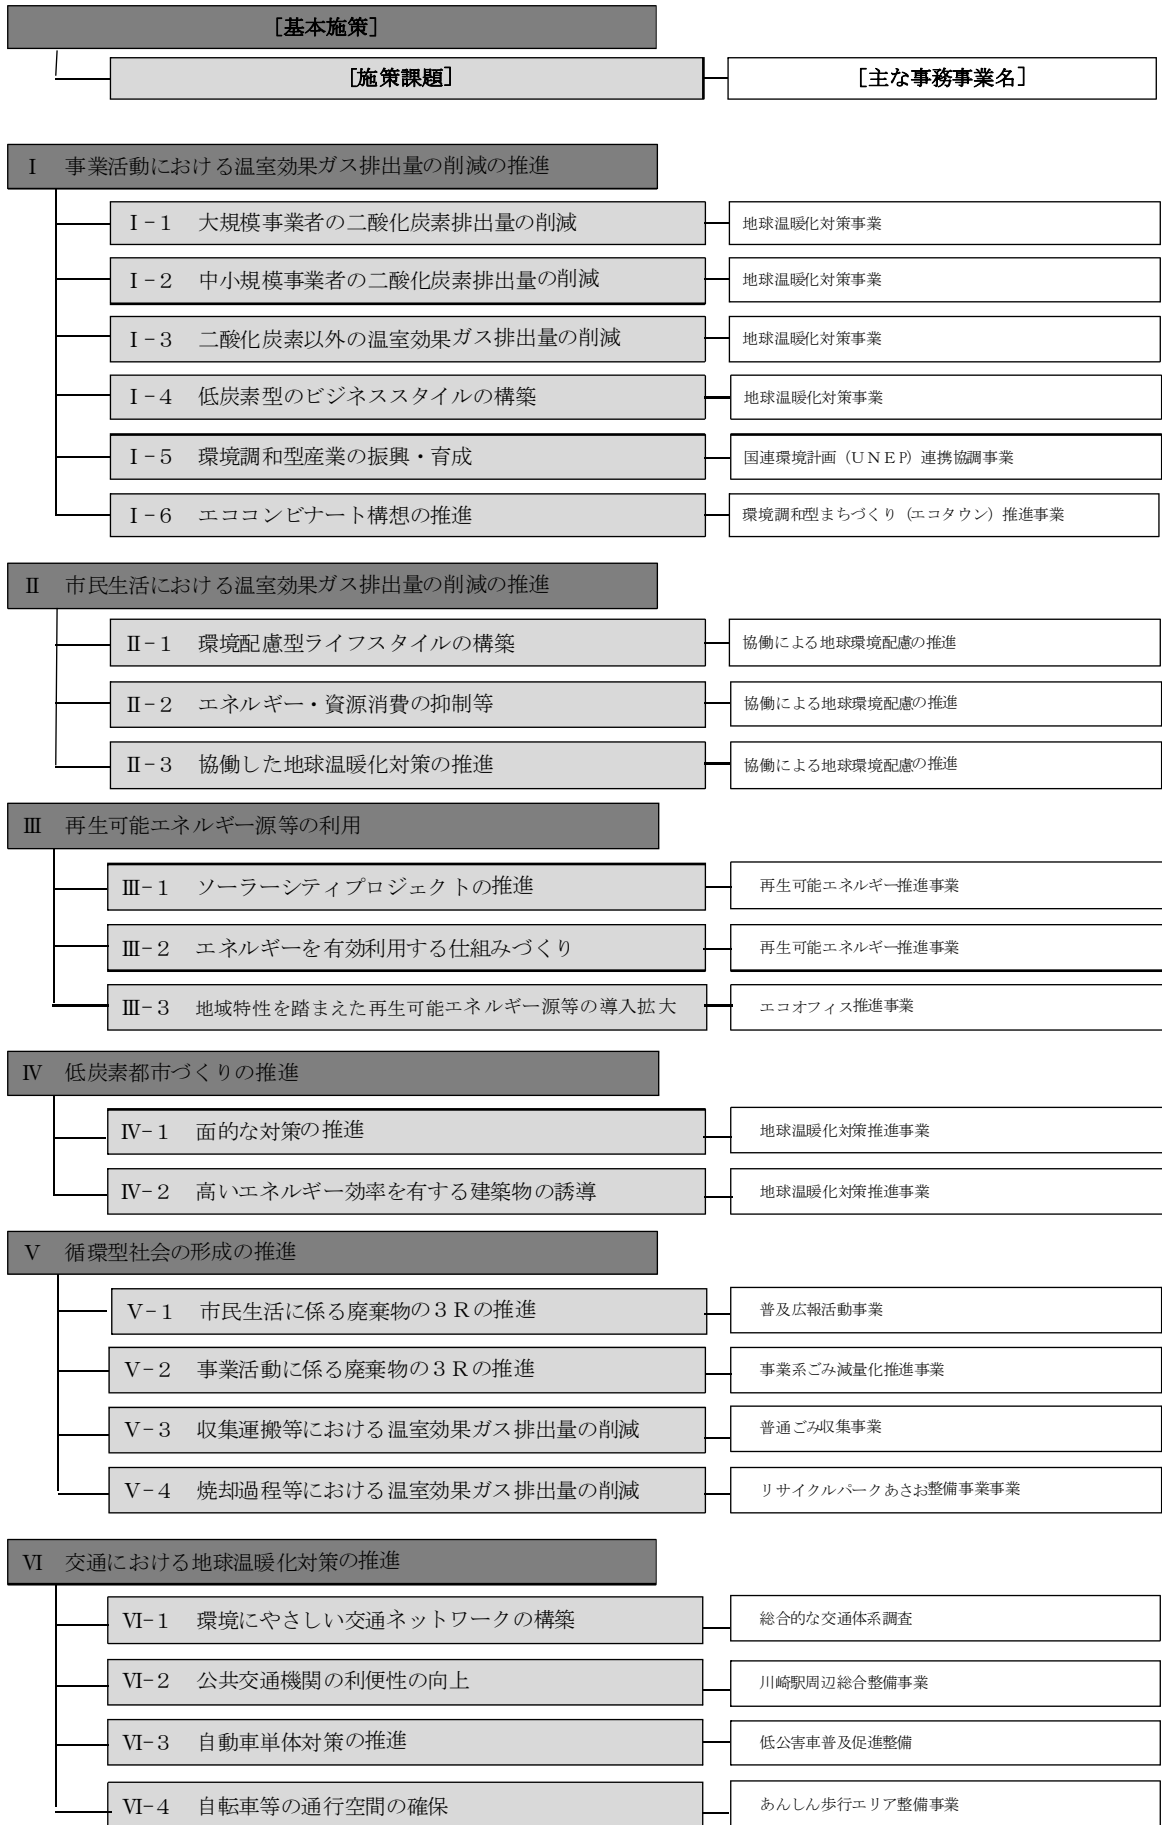 [基本施策]
[施策課題] [主な事務事業名]
Ⅰ 事業活動における温室効果ガス排出量の削減の推進
Ⅰ-1 大規模事業者の二酸化炭素排出量の削減 地球温暖化対策事業
Ⅰ-2 中小規模事業者の二酸化炭素排出量の削減 地球温暖化対策事業
Ⅰ-3 二酸化炭素以外の温室効果ガス排出量の削減 地球温暖化対策事業
Ⅰ-4 低炭素型のビジネススタイルの構築 地球温暖化対策事業
Ⅰ-5 環境調和型産業の振興・育成 国連環境計画(UNEP)連携協調事業
Ⅰ-6 エココンビナート構想の推進 環境調和型まちづくり(エコタウン)推進事業
Ⅱ 市民生活における温室効果ガス排出量の削減の推進
Ⅱ-1 環境配慮型ライフスタイルの構築 協働による地球環境配慮の推進
Ⅱ-2 エネルギー・資源消費の抑制等 協働による地球環境配慮の推進
Ⅱ-3 協働した地球温暖化対策の推進 協働による地球環境配慮の推進
Ⅲ 再生可能エネルギー源等の利用
Ⅲ-1 ソーラーシティプロジェクトの推進 再生可能エネルギー推進事業
Ⅲ-2 エネルギーを有効利用する仕組みづくり 再生可能エネルギー推進事業
Ⅲ-3 地域特性を踏まえた再生可能エネルギー源等の導入拡大 エコオフィス推進事業
Ⅳ 低炭素都市づくりの推進
Ⅳ-1 面的な対策の推進 地球温暖化対策推進事業
Ⅳ-2 高いエネルギー効率を有する建築物の誘導 地球温暖化対策推進事業
Ⅴ 循環型社会の形成の推進
Ⅴ-1 市民生活に係る廃棄物の3Rの推進 普及広報活動事業
Ⅴ-2 事業活動に係る廃棄物の3Rの推進 事業系ごみ減量化推進事業
Ⅴ-3 収集運搬等における温室効果ガス排出量の削減 普通ごみ収集事業
Ⅴ-4 焼却過程等における温室効果ガス排出量の削減 リサイクルパークあさお整備事業事業
Ⅵ 交通における地球温暖化対策の推進
Ⅵ-1 環境にやさしい交通ネットワークの構築 総合的な交通体系調査
Ⅵ-2 公共交通機関の利便性の向上 川崎駅周辺総合整備事業
Ⅵ-3 自動車単体対策の推進 低公害車普及促進整備
Ⅵ-4 自転車等の通行空間の確保 あんしん歩行エリア整備事業